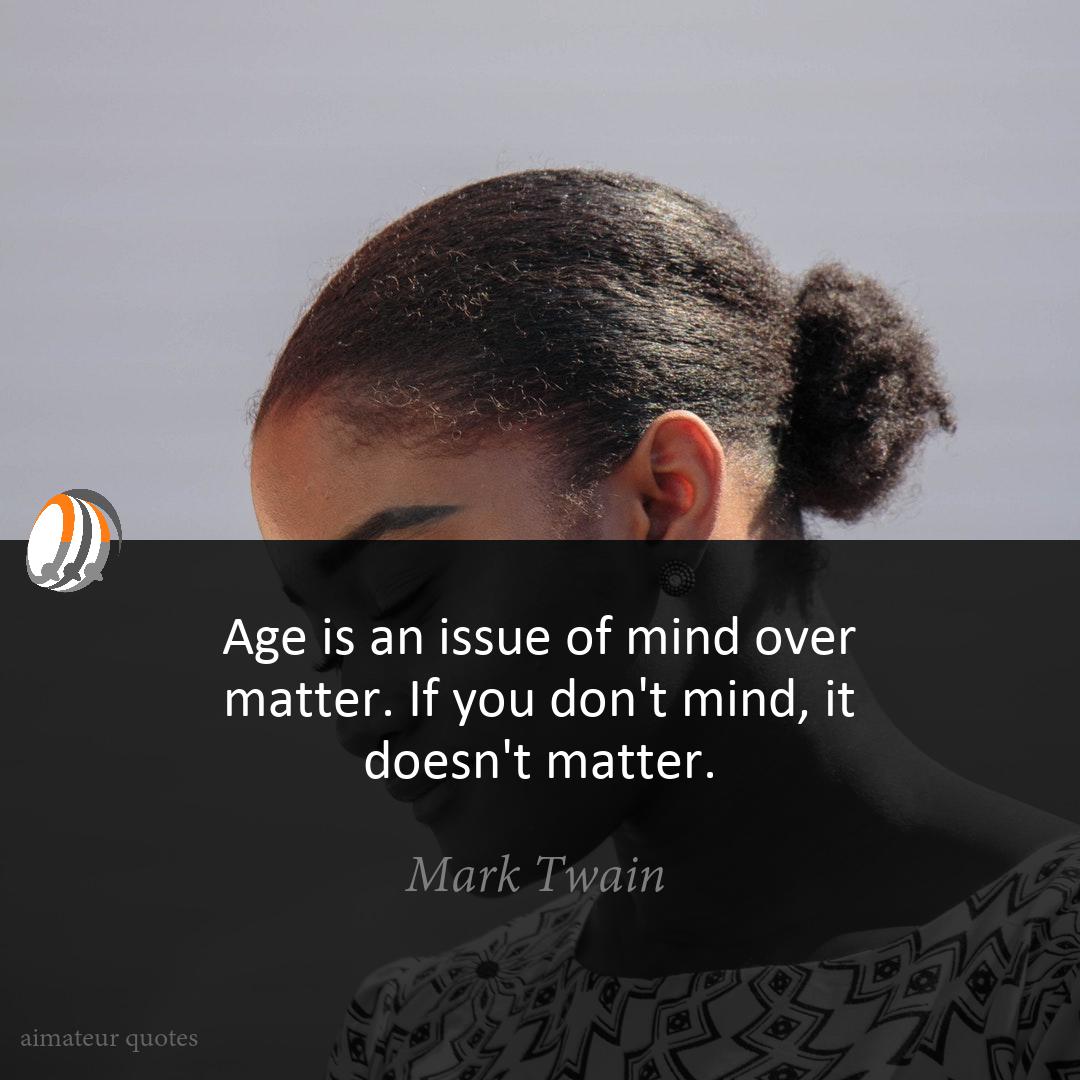 Age is an issue of mind over
matter. If you don't mind, it
doesn't matter.
Mark Twain
aimateur quotes